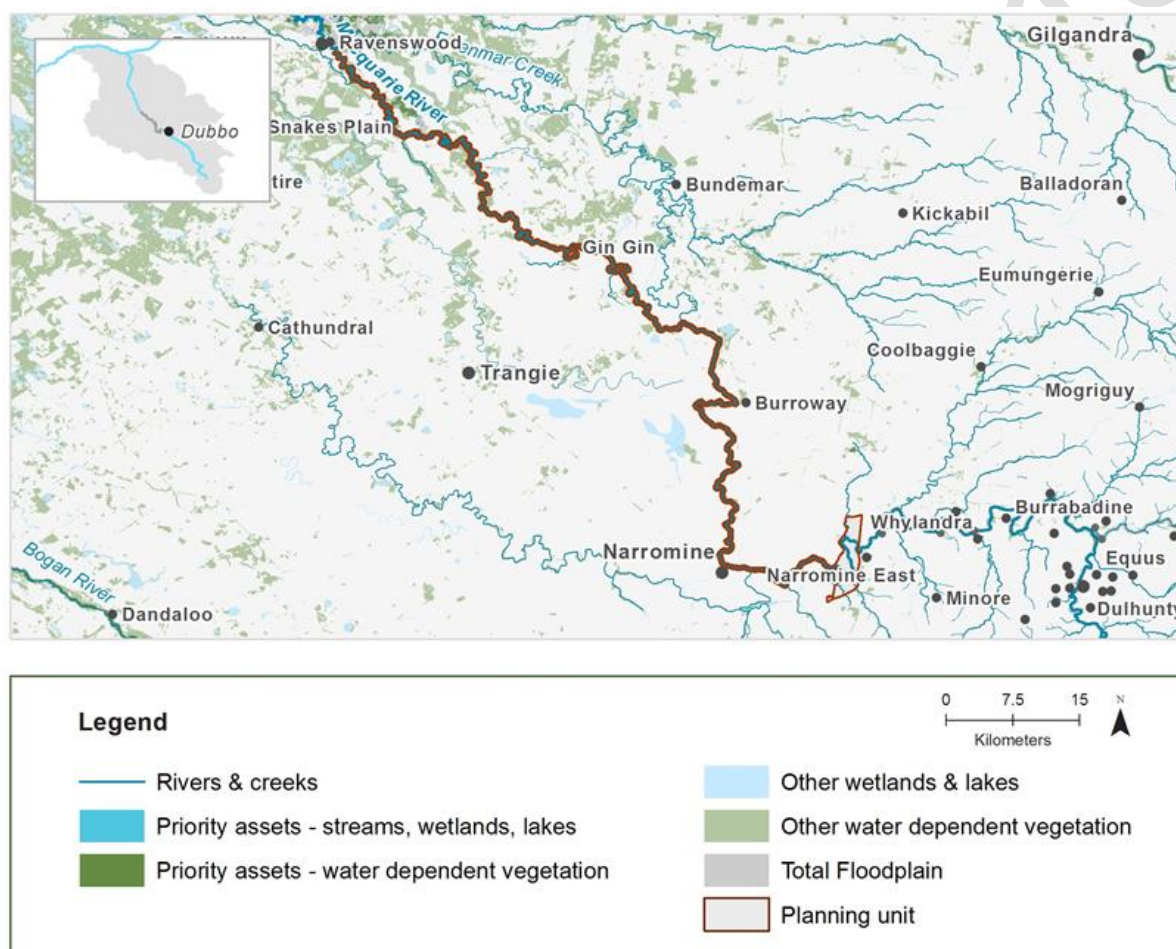 Ravenswood
Macquarie River
Gilgandra
Dubbo
Snakes Plain
tire
Bundemar
Balladoran
Kickabil
Gin Gin
Eumungerie
Cathundral
Coolbaggie
Trangie
Mogriguy
Burroway
Burrabadine
Whylandra
Narromine
Equus
Bogan River
Narromine East
Minore
Dandaloo
Dulhunty
Legend
0 7.5 15
N
Kilometers
Rivers & creeks
Priority assets - streams, wetlands, lakes
Priority assets - water dependent vegetation
Other wetlands & lakes
Other water dependent vegetation
Total Floodplain
Planning unit